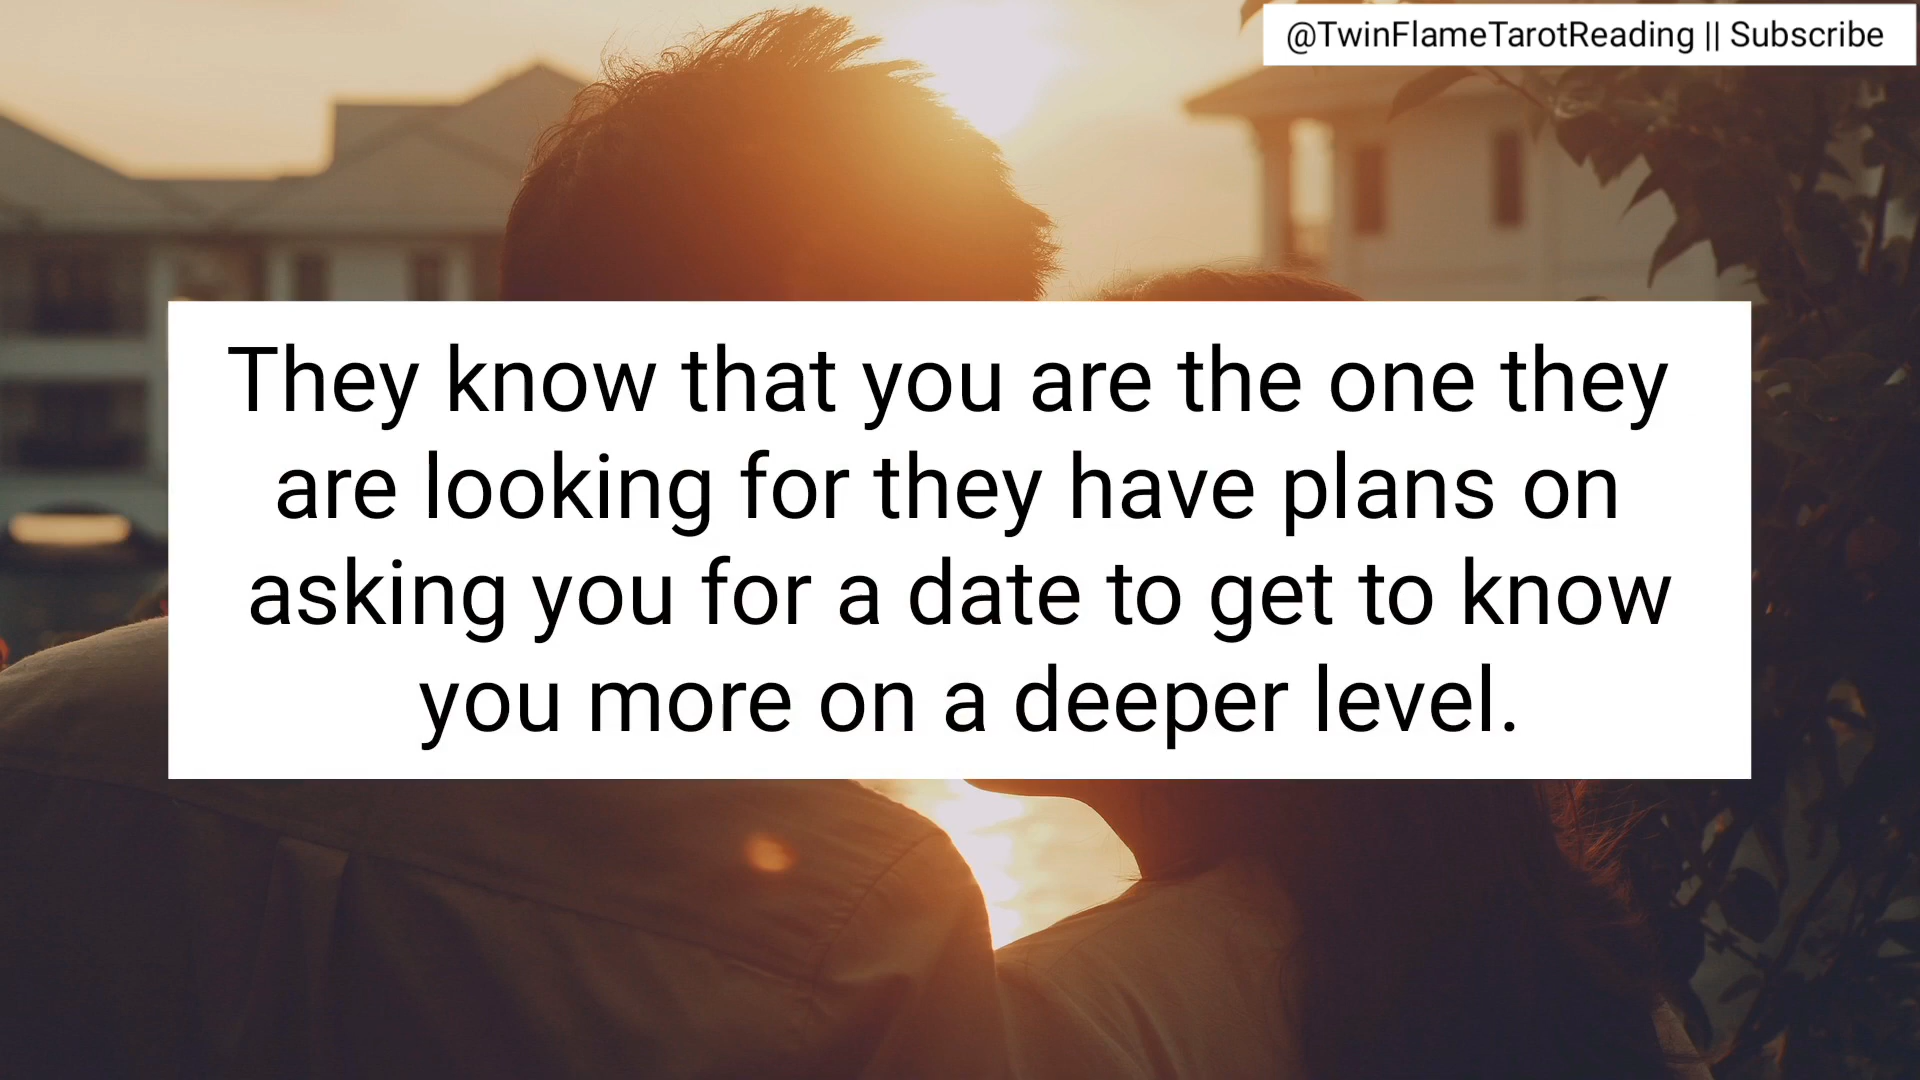 @TwinFlameTarotReading || Subscribe
They know that you are the one they
are looking for they have plans on
asking you for a date to get to know
you more on a deeper level.